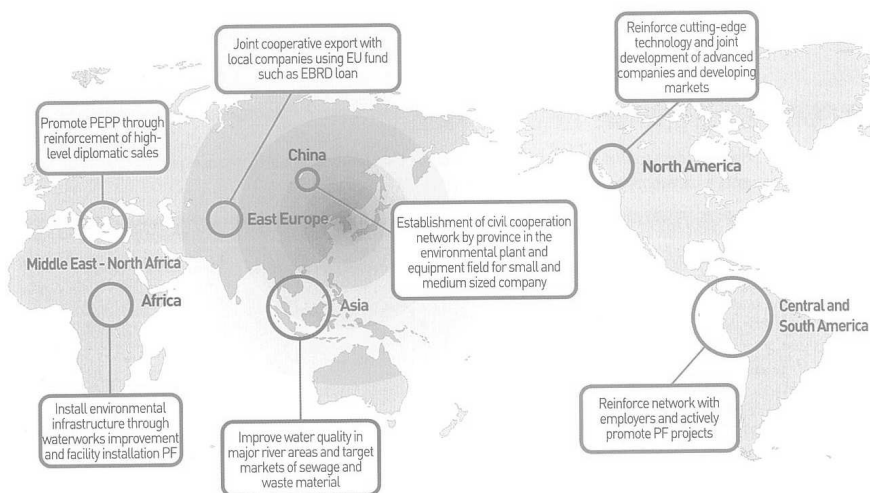 Joint cooperative export with
local companies using EU fund
such as EBRD loan
Reinforce cutting-edge
technology and joint
development of advanced
companies and developing
markets
Promote PEPP through
reinforcement of high-
level diplomatic sales
China
North America
East Europe
Establishment of civil cooperation
network by province in the
environmental plant and
equipment field for small and
medium sized company
Middle East - North Africa
Africa
Asia
Central and
South America
Install environmental
infrastructure through
waterworks improvement
and facility installation PF
Improve water quality in
major river areas and target
markets of sewage and
waste material
Reinforce network with
employers and actively
promote PF projects